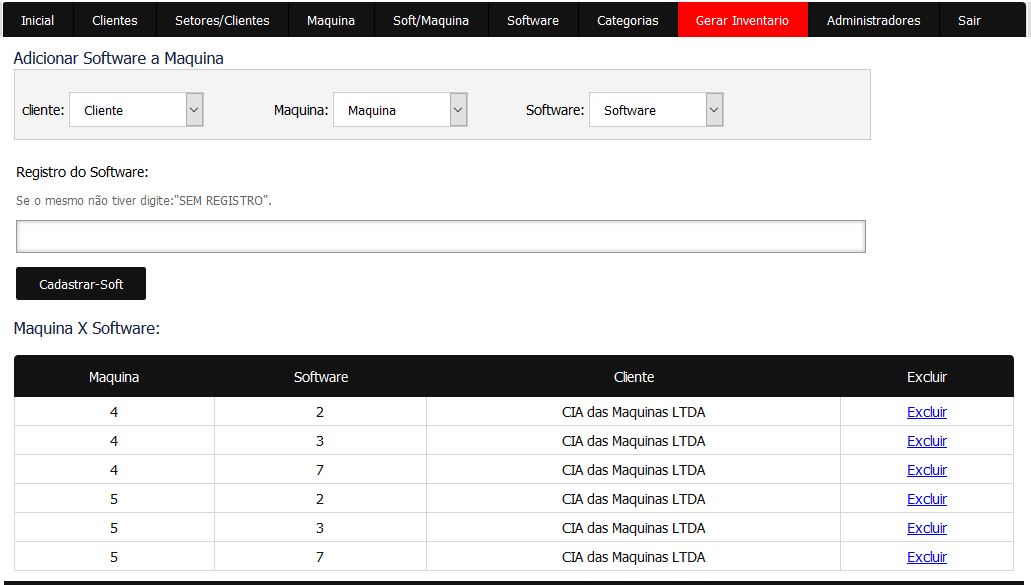 Inicial Clientes Setores/Clientes Maquina Soft/Maquina Software Categorias Gerar Inventario Administradores Sair
Adicionar Software a Maquina
cliente: Cliente Maquina: Maquina Software: Software
Registro do Software:
Se o mesmo não tiver digite:"SEM REGISTRO".
Cadastrar-Soft
Maquina X Software:
Maquina Software Cliente Excluir
4 2 CIA das Maquinas LTDA Excluir
4 3 CIA das Maquinas LTDA Excluir
4 7 CIA das Maquinas LTDA Excluir
5 2 CIA das Maquinas LTDA Excluir
5 3 CIA das Maquinas LTDA Excluir
5 7 CIA das Maquinas LTDA Excluir